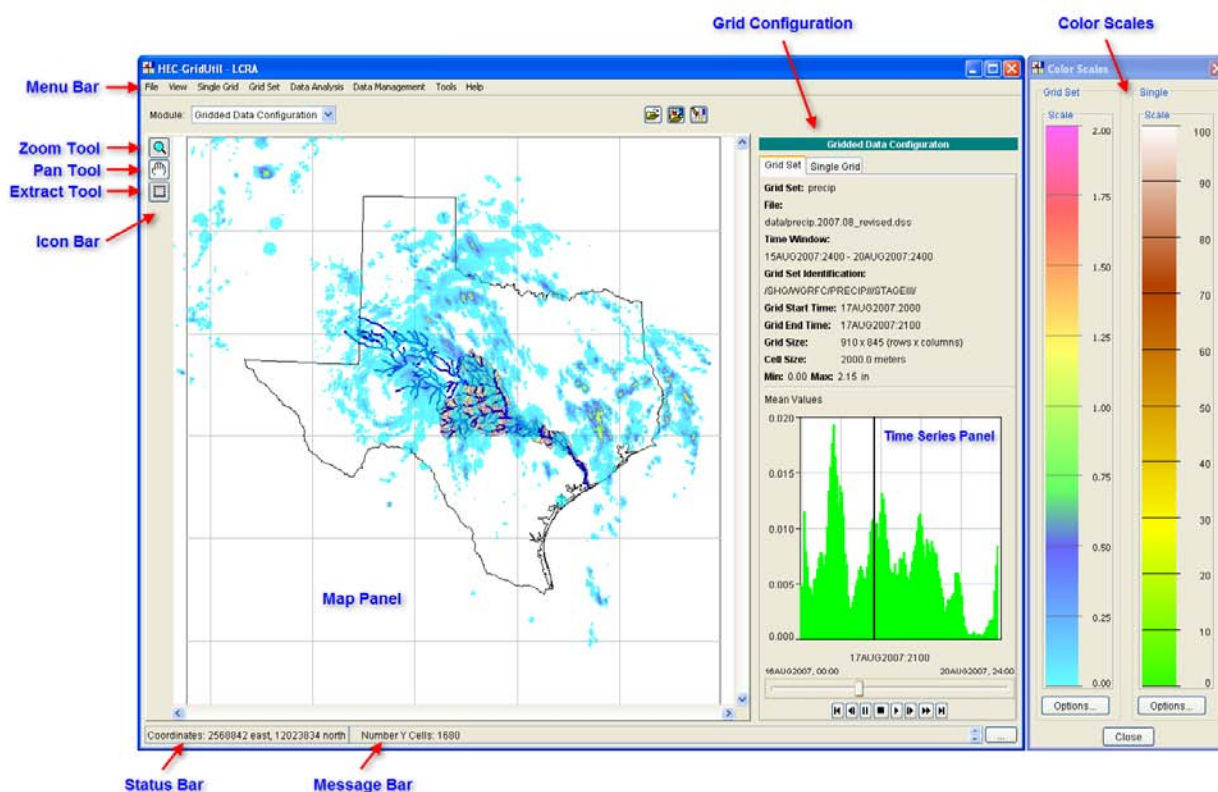 Grid Configuration
Color Scales
HEC-GridUtil - LCRA
Color Scales
Menu Bar
File View Single Grid Grid Set Data Analysis Data Management Tools Help
Module: Gridded Data Configuration
Zoom Tool
Pan Tool
Extract Tool
Icon Bar
Gridded Data Configuraton
Grid Set Single Grid
Grid Set: precip
File:
data/precip.2007.08_revised.dss
Time Window:
15AUG2007:2400 - 20AUG2007:2400
Grid Set Identification:
/SHG/WGRFC/PRECIP///STAGEIII/
Grid Start Time: 17AUG2007:2000
Grid End Time: 17AUG2007:2100
Grid Size: 910 x 845 (rows x columns)
Cell Size: 2000.0 meters
Min: 0.00 Max: 2.15 in
Mean Values
0.020
0.015
0.010
0.005
0.000
Time Series Panel
17AUG2007:2100
16AUG2007, 00:00
20AUG2007, 24:00
Map Panel
Grid Set
Scale
2.00
1.75
1.50
1.25
1.00
0.75
0.50
0.25
0.00
Options...
Single
Scale
100
90
80
70
60
50
40
30
20
10
0
Options...
Close
Coordinates: 2568842 east, 12023834 north
Number Y Cells: 1680
...
Status Bar
Message Bar